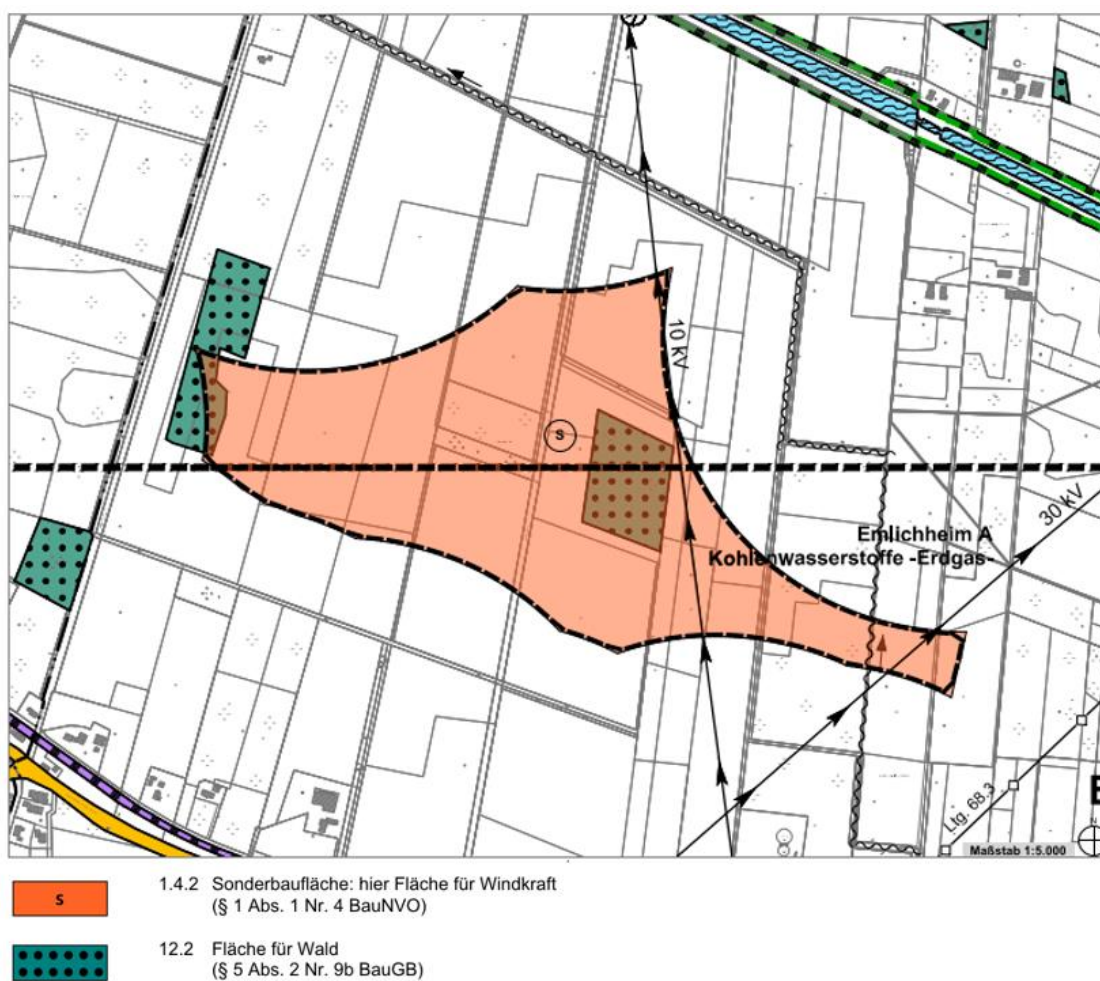 10 kV
S
30 kV
Emlichheim A
Kohlenwasserstoffe -Erdgas-
Ltg. 68.3
E
Maßstab 1:5.000
S
1.4.2 Sonderbaufläche: hier Fläche für Windkraft
(§ 1 Abs. 1 Nr. 4 BauNVO)
12.2 Fläche für Wald
(§ 5 Abs. 2 Nr. 9b BauGB)